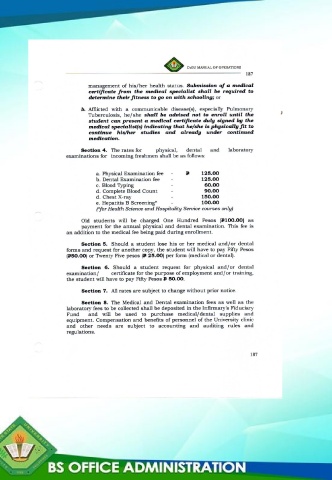 CMU MANUAL OF OPERATIONS
187
management of his/her health status. Submission of a medical
certificate from the medical specialist shall be required to
determine their fitness to go on with schooling; or
b. Afflicted with a communicable disease(s), especially Pulmonary
Tuberculosis, he/she shall be advised not to enroll until the
student can present a medical certificate duly signed by the
medical specialist(s) indicating that he/she is physically fit to
continue his/her studies and already under continued
medication.
Section 4. The rates for physical, dental and laboratory
examinations for incoming freshmen shall be as follows:
a. Physical Examination fee - ₱ 125.00
b. Dental Examination fee - 125.00
c. Blood Typing - 60.00
d. Complete Blood Count - 90.00
d. Chest X-ray - 150.00
e. Hepatitis B Screening* - 100.00
(*for Health Science and Hospitality Service courses only)
Old students will be charged One Hundred Pesos (₱100.00) as
payment for the annual physical and dental examination. This fee is
an addition to the medical fee being paid during enrollment.
Section 5. Should a student lose his or her medical and/or dental
forms and request for another copy, the student will have to pay Fifty Pesos
(₱50.00) or Twenty Five pesos (₱ 25.00) per form (medical or dental).
Section 6. Should a student request for physical and/or dental
examination/ certificate for the purpose of employment and/or training,
the student will have to pay Fifty Pesos ₱ 50.00.
Section 7. All rates are subject to change without prior notice
Section 8. The Medical and Dental examination fees as well as the
laboratory fees to be collected shall be deposited in the Infirmary's Fiduciary
Fund and will be used to purchase medical/dental supplies and
equipment. Compensation and benefits of personnel of the University clinic
and other needs are subject to accounting and auditing rules and
regulations.
187
BS OFFICE ADMINISTRATION